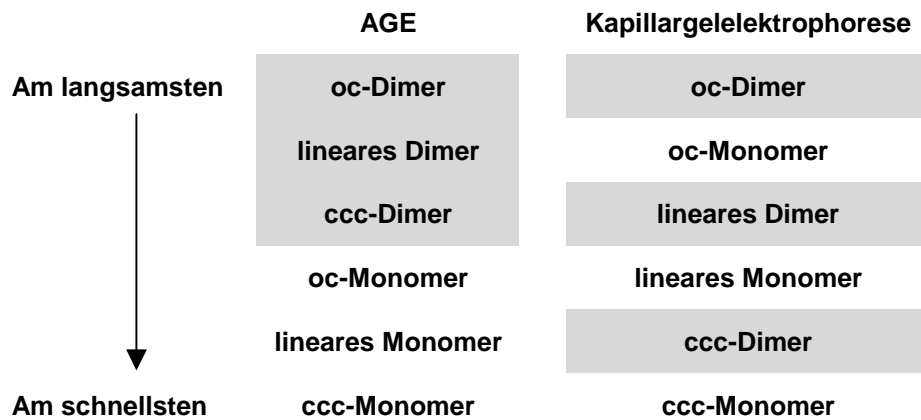 AGE Kapillargelelektrophorese
Am langsamsten oc-Dimer oc-Dimer
lineares Dimer oc-Monomer
ccc-Dimer lineares Dimer
oc-Monomer lineares Monomer
lineares Monomer ccc-Dimer
Am schnellsten ccc-Monomer ccc-Monomer